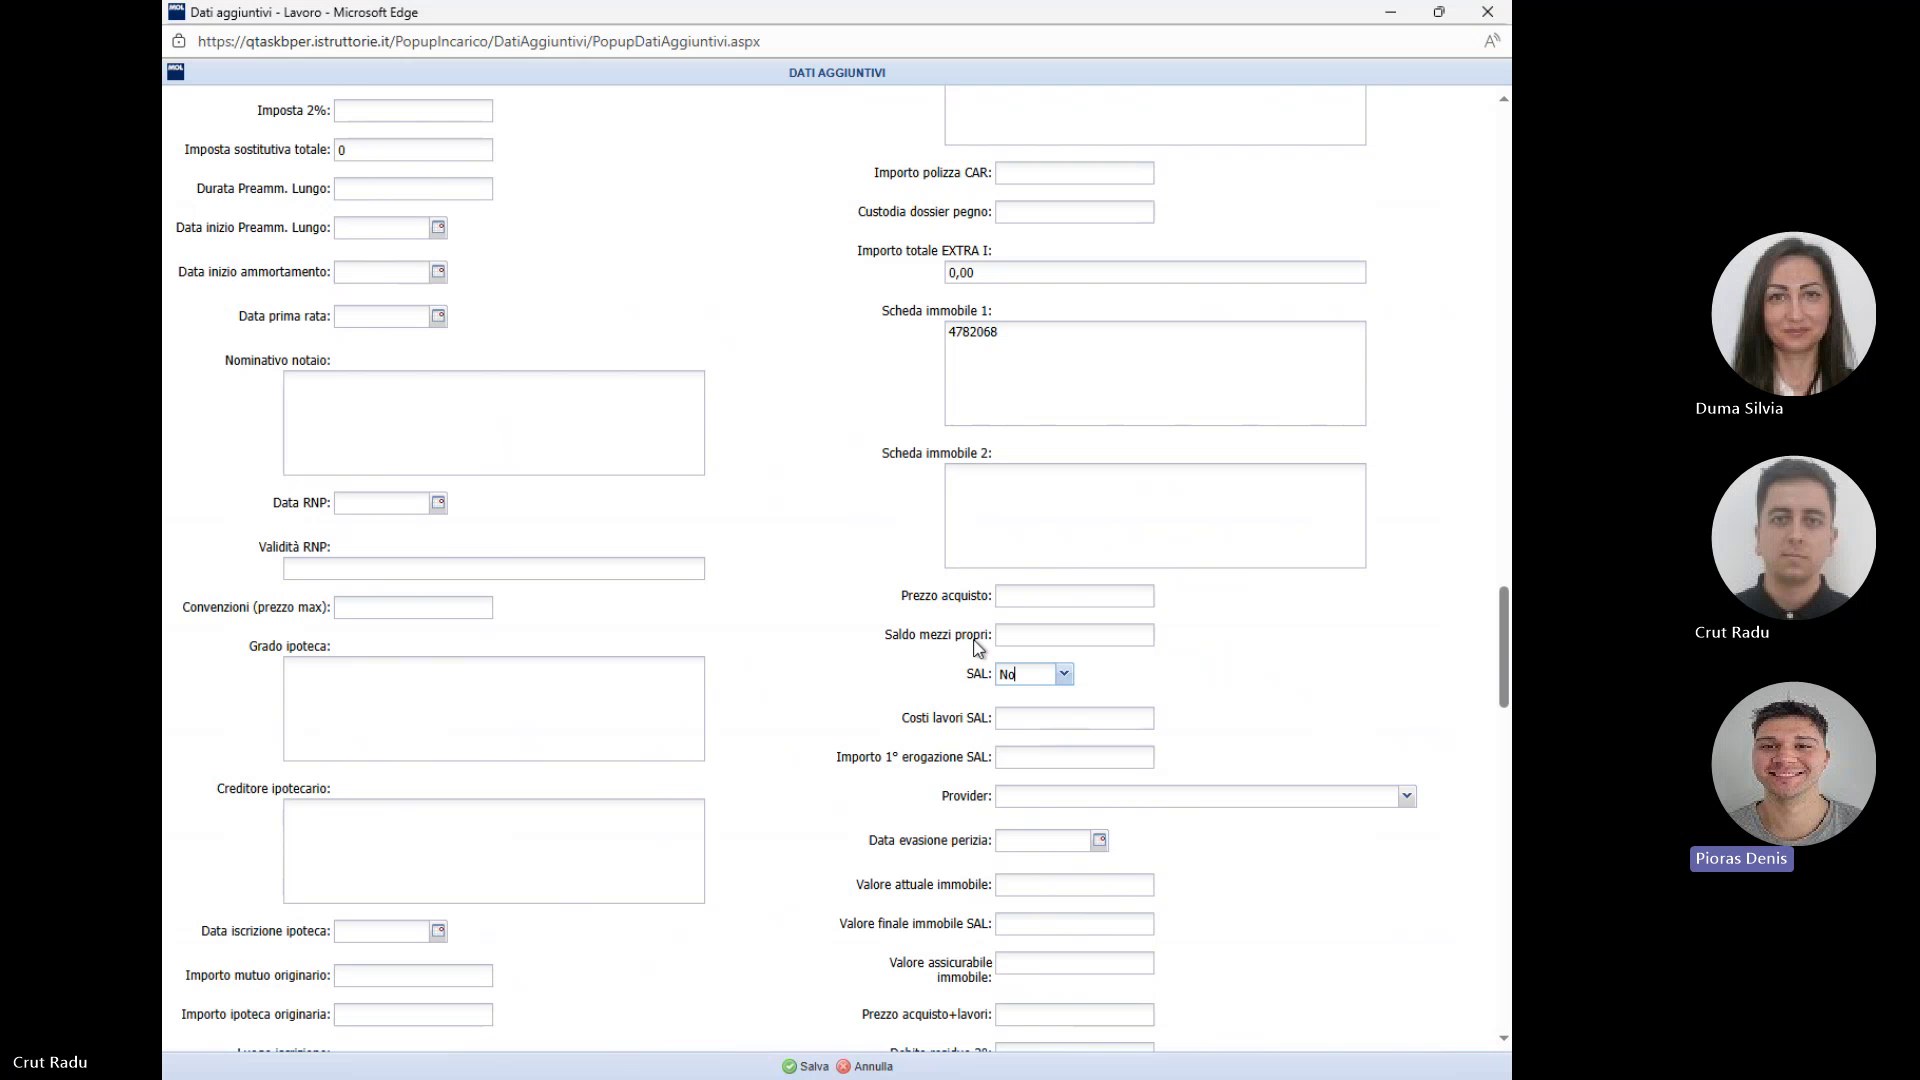 MOL Dati aggiuntivi - Lavoro - Microsoft Edge
https://qtaskbper.istruttorie.it/PopupIncarico/DatiAggiuntivi/PopupDatiAggiuntivi.aspx
MOL DATI AGGIUNTIVI
Imposta 2%:
Imposta sostitutiva totale: 0
Durata Preamm. Lungo:
Data inizio Preamm. Lungo:
Data inizio ammortamento:
Data prima rata:
Nominativo notaio:
Data RNP:
Validità RNP:
Convenzioni (prezzo max):
Grado ipoteca:
Creditore ipotecario:
Data iscrizione ipoteca:
Importo mutuo originario:
Importo ipoteca originaria:
Importo polizza CAR:
Custodia dossier pegno:
Importo totale EXTRA I:
0,00
Scheda immobile 1:
4782068
Scheda immobile 2:
Prezzo acquisto:
Saldo mezzi propri:
SAL: No
Costi lavori SAL:
Importo 1° erogazione SAL:
Provider:
Data evasione perizia:
Valore attuale immobile:
Valore finale immobile SAL:
Valore assicurabile
immobile:
Prezzo acquisto+lavori:
Salva Annulla
Duma Silvia
Crut Radu
Pioras Denis
Crut Radu